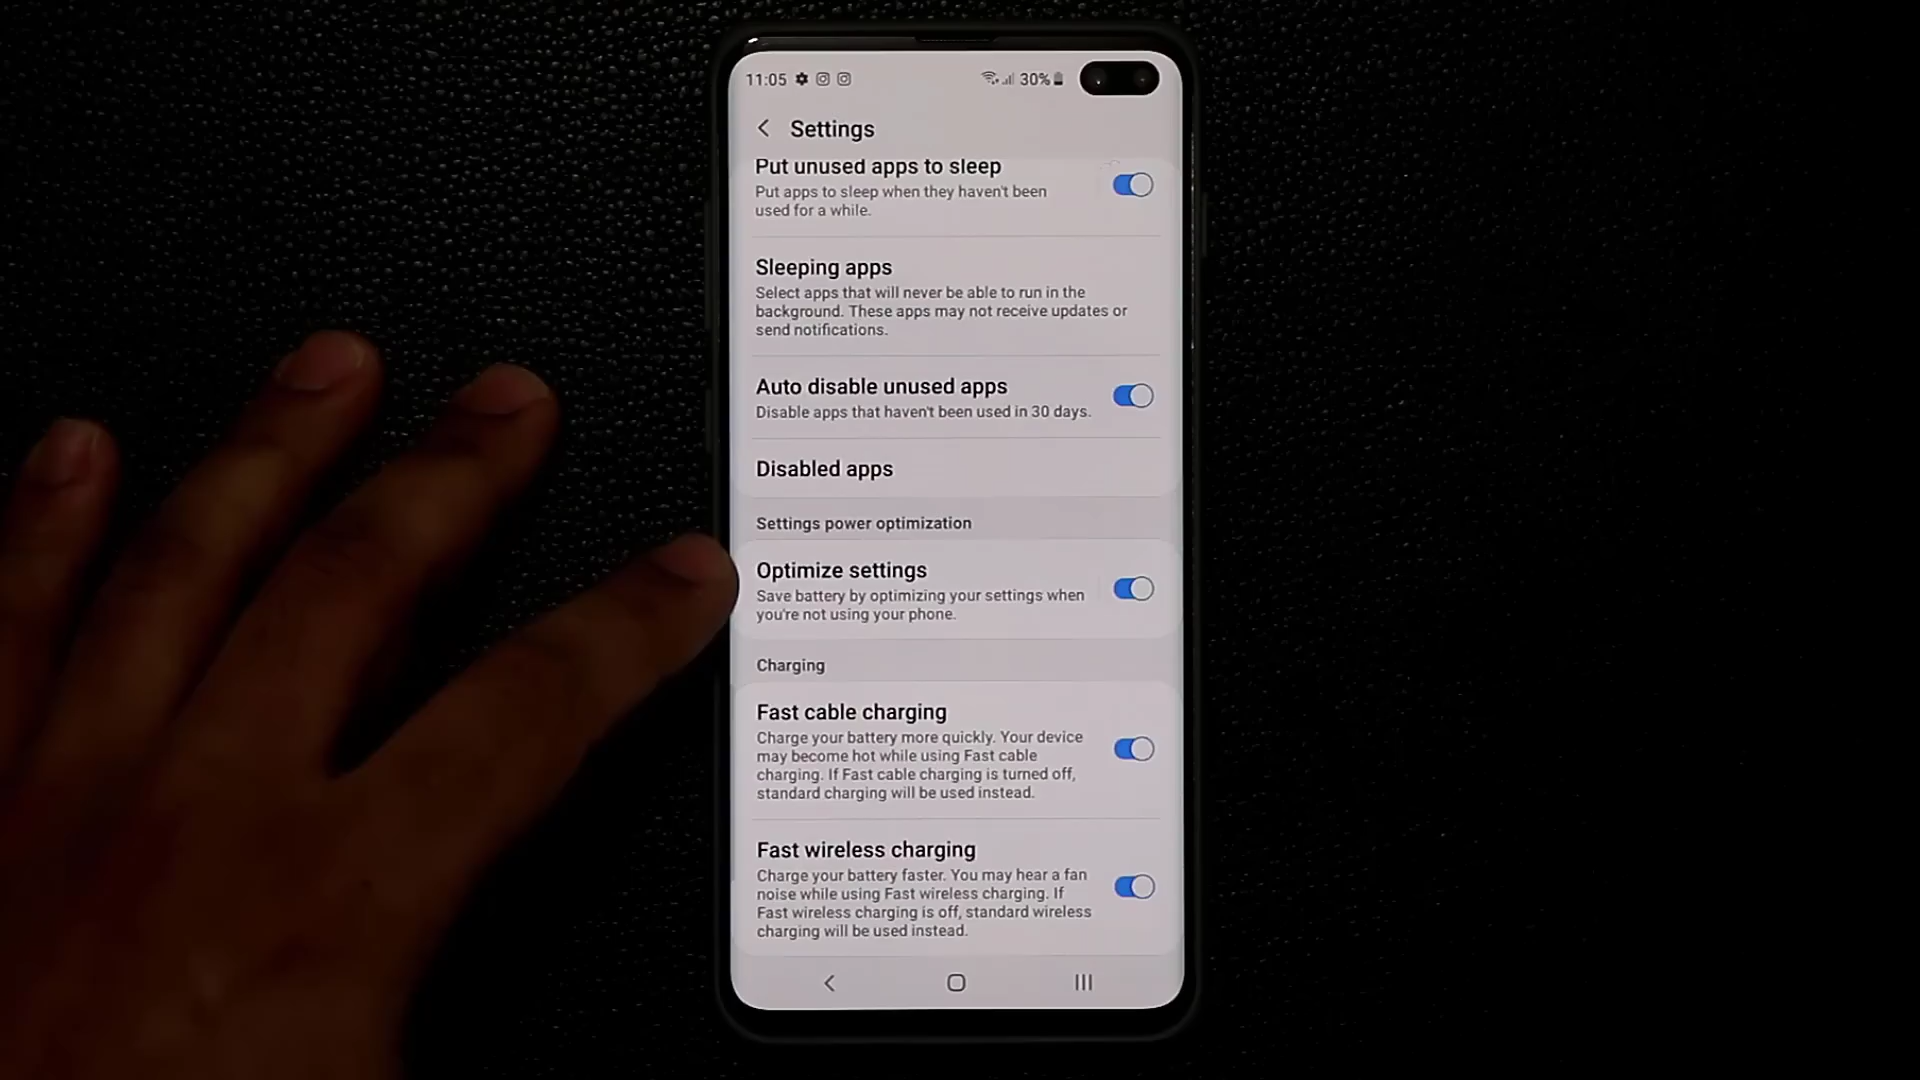 11:05 30%
Settings
Put unused apps to sleep
Put apps to sleep when they haven't been
used for a while.
Sleeping apps
Select apps that will never be able to run in the
background. These apps may not receive updates or
send notifications.
Auto disable unused apps
Disable apps that haven't been used in 30 days.
Disabled apps
Settings power optimization
Optimize settings
Save battery by optimizing your settings when
you're not using your phone.
Charging
Fast cable charging
Charge your battery more quickly. Your device
may become hot while using Fast cable
charging. If Fast cable charging is turned off,
standard charging will be used instead.
Fast wireless charging
Charge your battery faster. You may hear a fan
noise while using Fast wireless charging. If
Fast wireless charging is off, standard wireless
charging will be used instead.